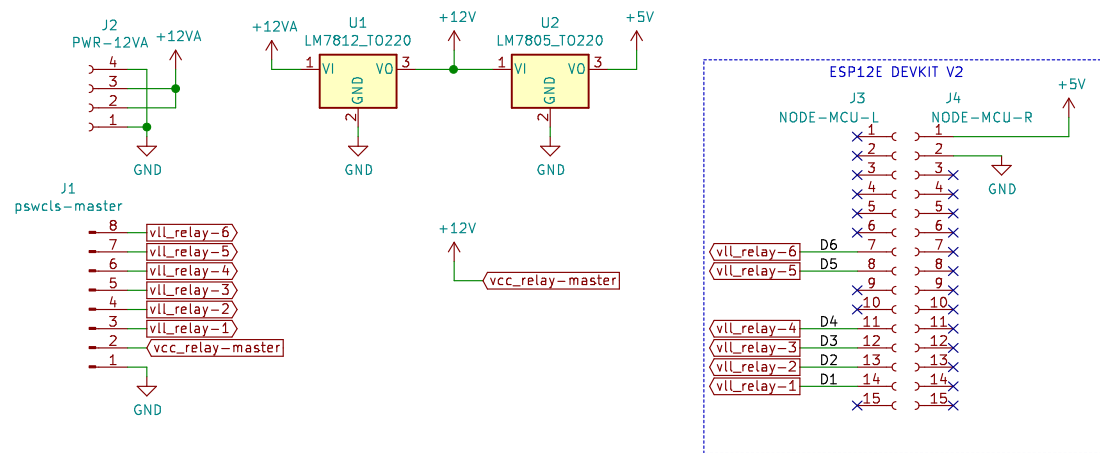 J2
PWR-12VA
+12VA
4
3
2
1
GND
+12VA
U1
LM7812_TO220
1
VI
VO
3
GND
2
GND
+12V
U2
LM7805_TO220
1
VI
VO
3
GND
2
GND
+5V
J1
pswcls-master
8 vll_relay-6
7 vll_relay-5
6 vll_relay-4
5 vll_relay-3
4 vll_relay-2
3 vll_relay-1
2 vcc_relay-master
1
GND
+12V
vcc_relay-master
ESP12E DEVKIT V2
J3 J4
NODE-MCU-L NODE-MCU-R
+5V
GND
1 1
2 2
3 3
4 4
5 5
6 6
vll_relay-6 D6 7 7
vll_relay-5 D5 8 8
9 9
10 10
vll_relay-4 D4 11 11
vll_relay-3 D3 12 12
vll_relay-2 D2 13 13
vll_relay-1 D1 14 14
15 15